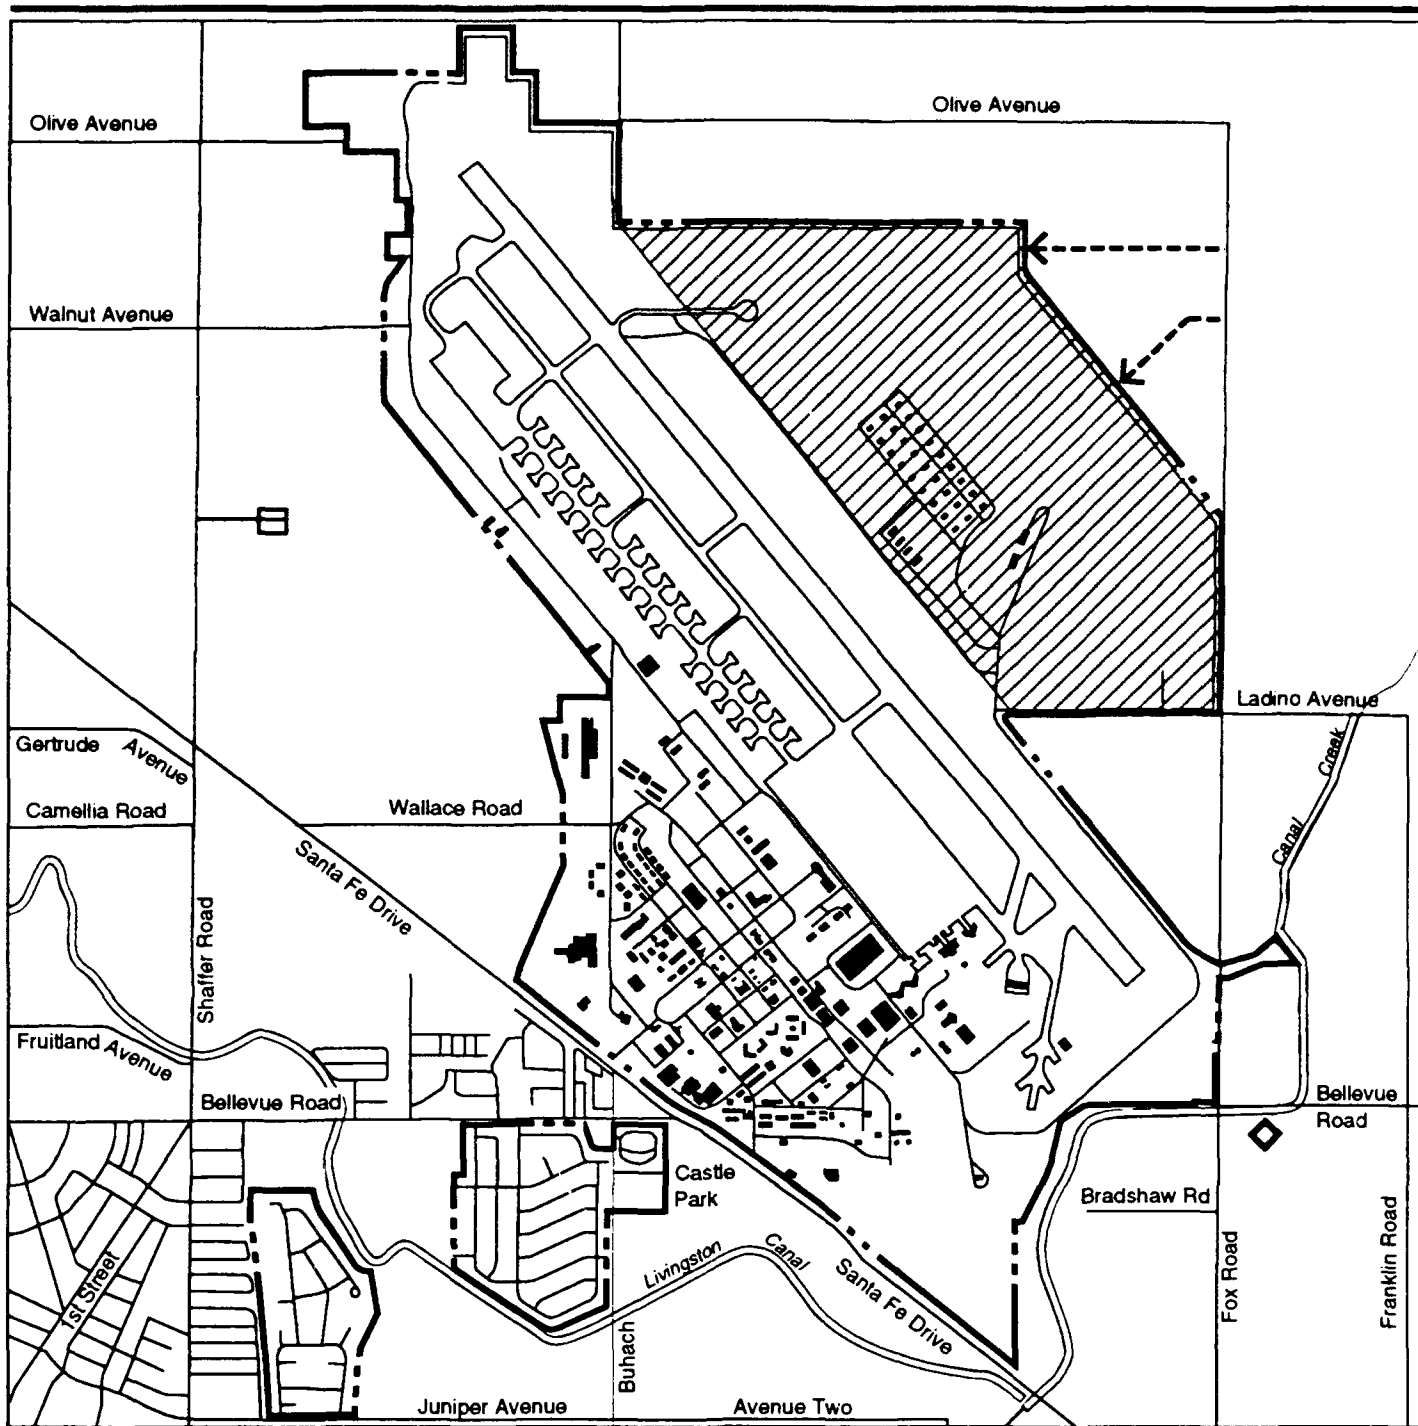 Olive Avenue
Olive Avenue
Walnut Avenue
Ladino Avenue
Gertrude Avenue
Camellia Road
Wallace Road
Santa Fe Drive
Canal Creek
Shaffer Road
Fruitland Avenue
Bellevue Road
Bellevue
Road
Castle
Park
Bradshaw Rd
1st Street
Livingston Canal
Santa Fe Drive
Fox Road
Franklin Road
Buhach
Juniper Avenue
Avenue Two